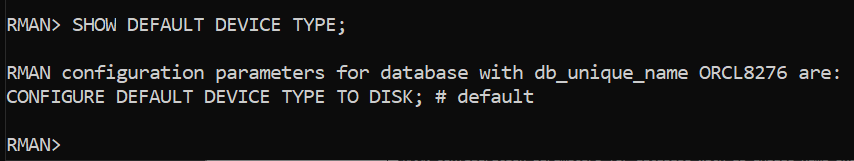 RMAN> SHOW DEFAULT DEVICE TYPE;
RMAN configuration parameters for database with db_unique_name ORCL8276 are:
CONFIGURE DEFAULT DEVICE TYPE TO DISK; # default
RMAN>